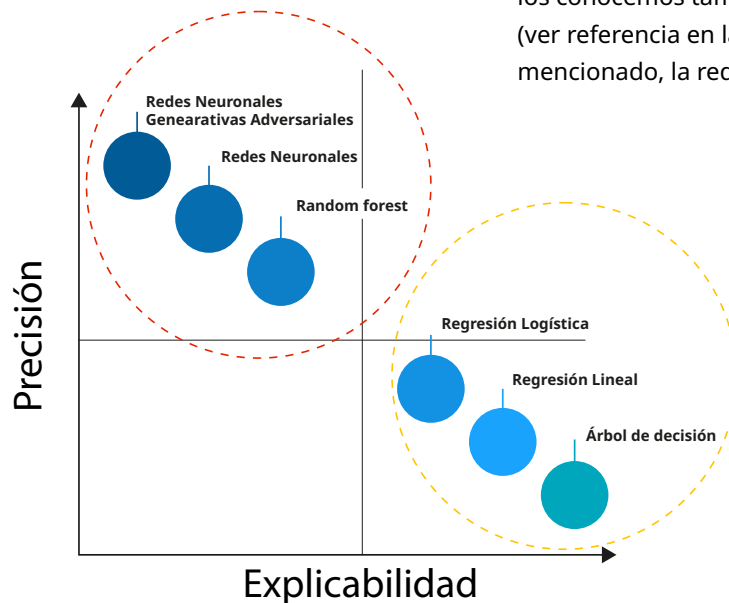 los conocemos tam
(ver referencia en la
mencionado, la red
Redes Neuronales
Genearativas Adversariales
Redes Neuronales
Random forest
Precisión
Regresión Logística
Regresión Lineal
Árbol de decisión
Explicabilidad